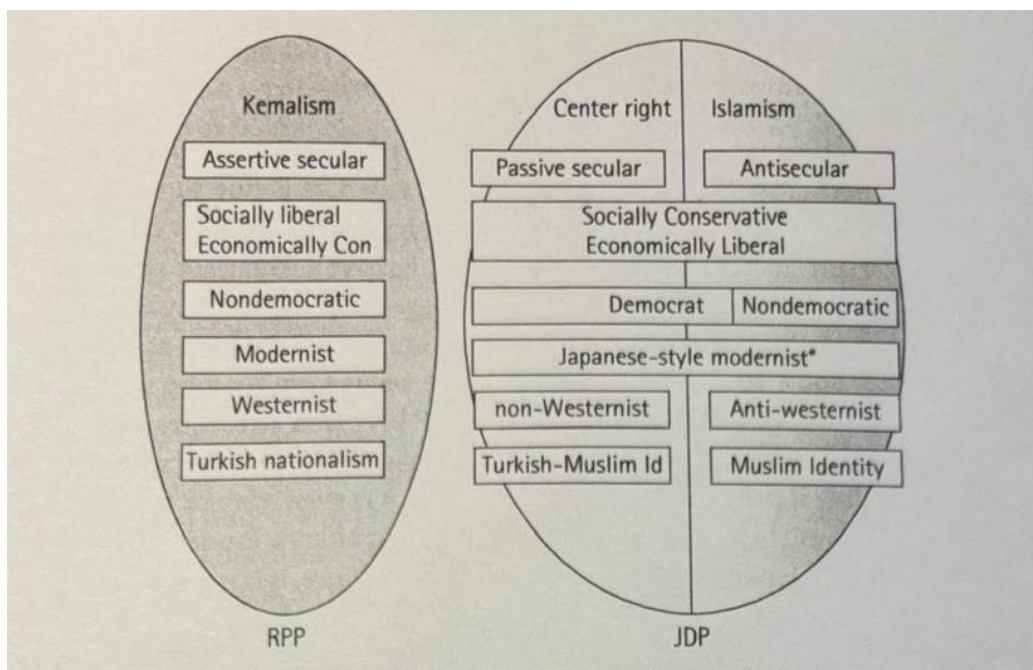 Kemalism
Assertive secular
Socially liberal
Economically Con
Nondemocratic
Modernist
Westernist
Turkish nationalism
RPP
Center right
Islamism
Passive secular
Antisecular
Socially Conservative
Economically Liberal
Democrat
Nondemocratic
Japanese-style modernist*
non-Westernist
Anti-westernist
Turkish-Muslim Id
Muslim Identity
JDP